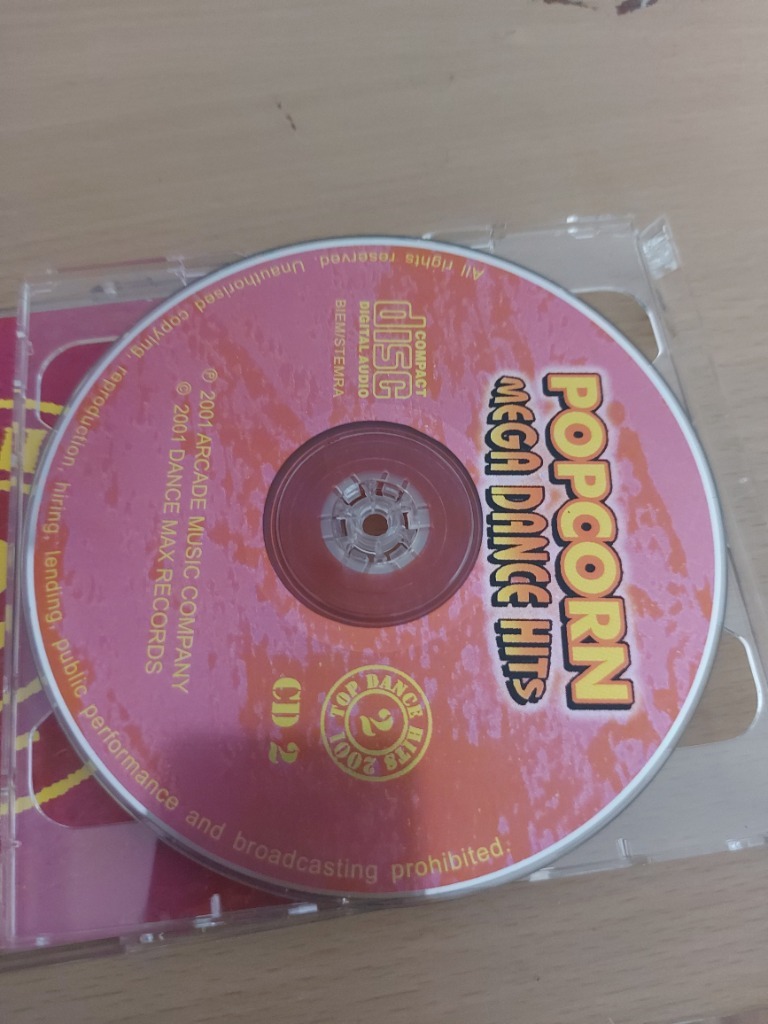 POPCORN
MEGA DANCE HITS
COMPACT
disc
DIGITAL AUDIO
BIEM/STEMRA
TOP DANCE HITS 2001
2
CD 2
℗ 2001 ARCADE MUSIC COMPANY
© 2001 DANCE MAX RECORDS
All rights reserved. Unauthorised copying, reproduction, hiring, lending, public performance and broadcasting prohibited.